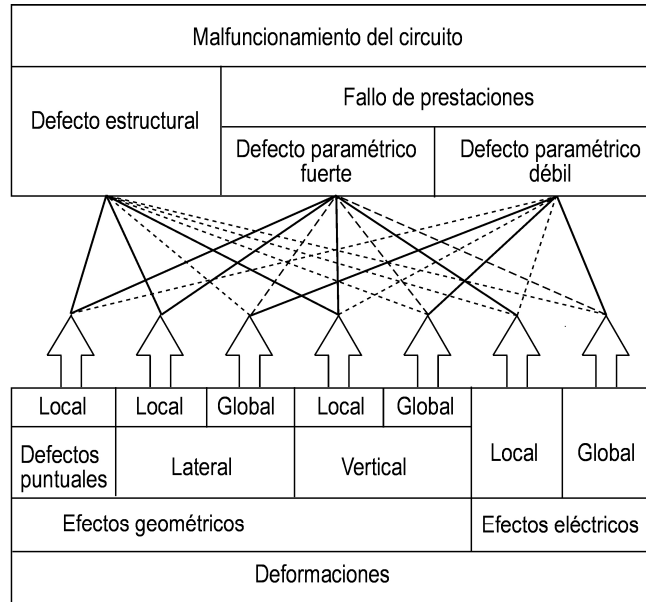 Malfuncionamiento del circuito
Defecto estructural
Fallo de prestaciones
Defecto paramétrico
fuerte
Defecto paramétrico
débil
Local
Local
Global
Local
Global
Defectos
puntuales
Lateral
Vertical
Local
Global
Efectos geométricos
Efectos eléctricos
Deformaciones